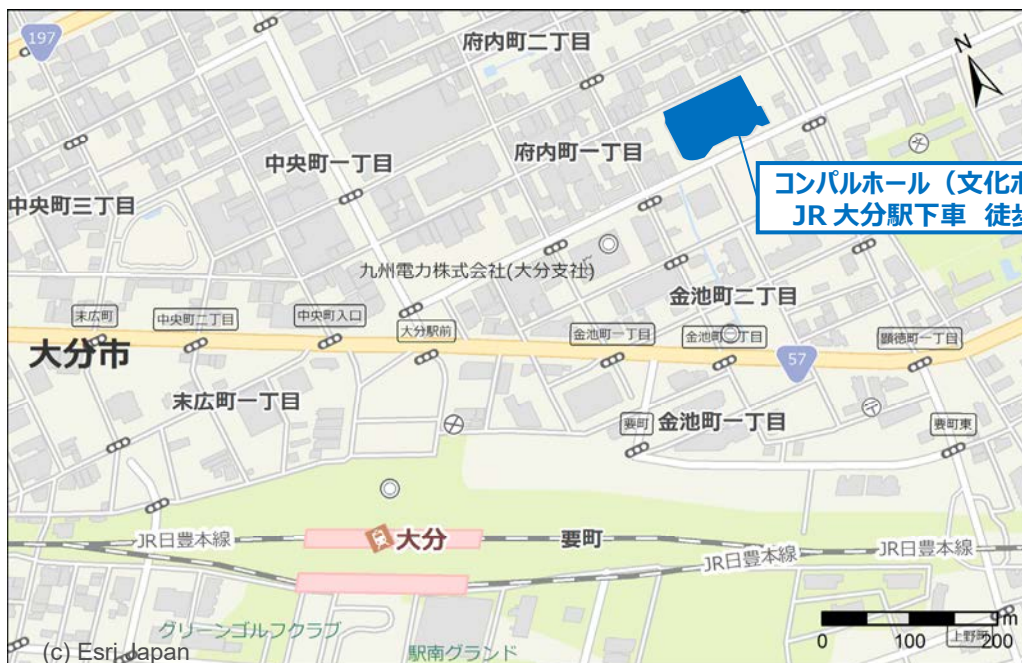 197
府内町二丁目
N
中央町一丁目
府内町一丁目
コンパルホール（文化ホ
JR 大分駅下車 徒歩
中央町三丁目
九州電力株式会社(大分支社)
金池町二丁目
末広町
中央町二丁目
中央町入口
大分駅前
金池町一丁目
顕徳町一丁目
大分市
57
末広町一丁目
要町
金池町一丁目
要町東
JR日豊本線
大分
要町
JR日豊本線
JR日豊本線
グリーンゴルフクラブ
駅南グランド
0 100 200
上野町
(c) Esri Japan